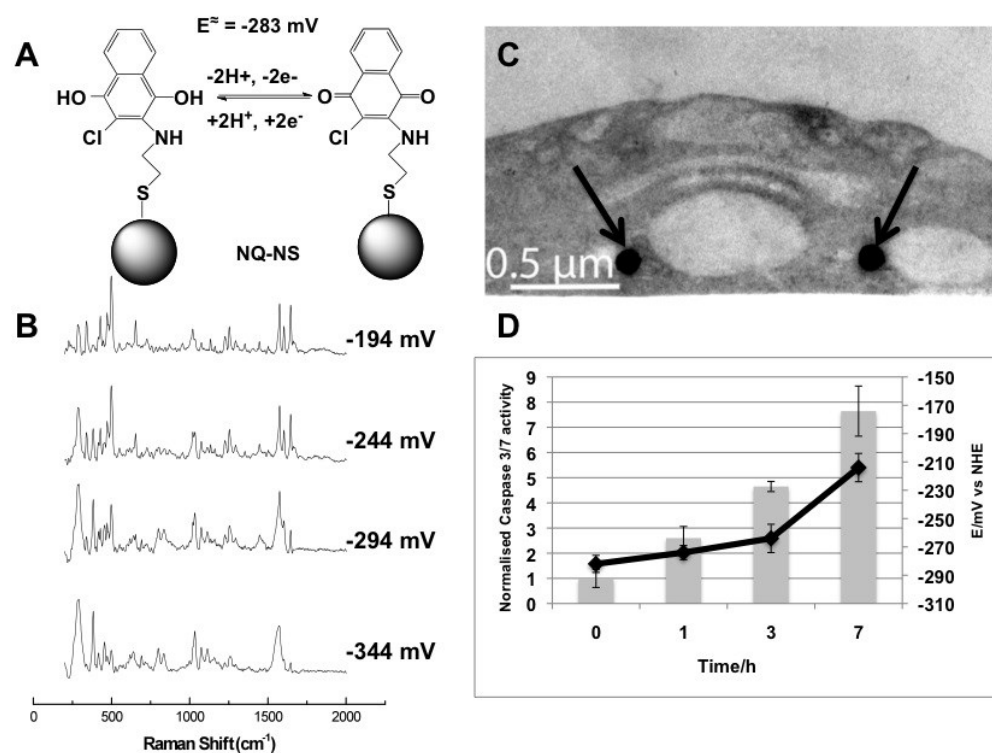 A
E≈ = -283 mV
HO
OH
Cl
NH
S
-2H+, -2e-
+2H+, +2e-
O
O
Cl
NH
S
NQ-NS
B
-194 mV
-244 mV
-294 mV
-344 mV
0
500
1000
1500
2000
Raman Shift(cm-1)
C
0.5 μm
D
Normalised Caspase 3/7 activity
9
8
7
6
5
4
3
2
1
0
-150
-170
-190
-210
-230
-250
-270
-290
-310
E/mV vs NHE
0
1
3
7
Time/h